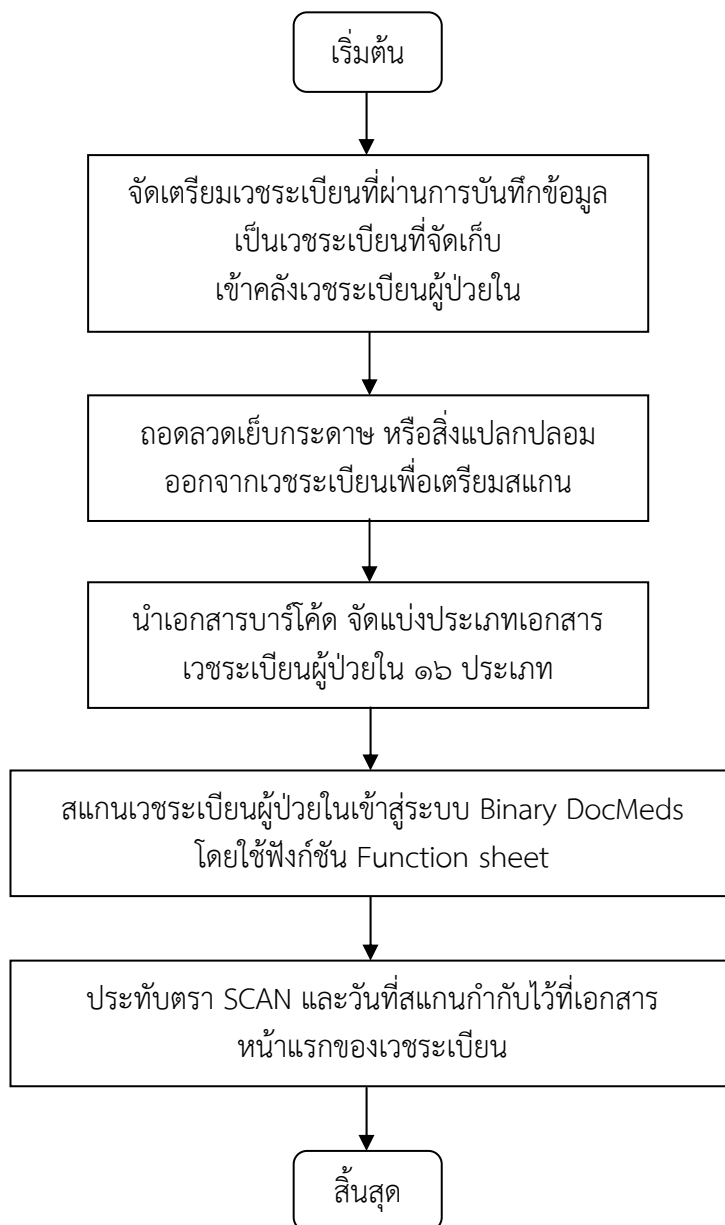 เริ่มต้น
จัดเตรียมเวชระเบียนที่ผ่านการบันทึกข้อมูล
เป็นเวชระเบียนที่จัดเก็บ
เข้าคลังเวชระเบียนผู้ป่วยใน
ถอดลวดเย็บกระดาษ หรือสิ่งแปลกปลอม
ออกจากเวชระเบียนเพื่อเตรียมสแกน
นำเอกสารบาร์โค้ด จัดแบ่งประเภทเอกสาร
เวชระเบียนผู้ป่วยใน ๑๖ ประเภท
สแกนเวชระเบียนผู้ป่วยในเข้าสู่ระบบ Binary DocMeds
โดยใช้ฟังก์ชัน Function sheet
ประทับตรา SCAN และวันที่สแกนกำกับไว้ที่เอกสาร
หน้าแรกของเวชระเบียน
สิ้นสุด